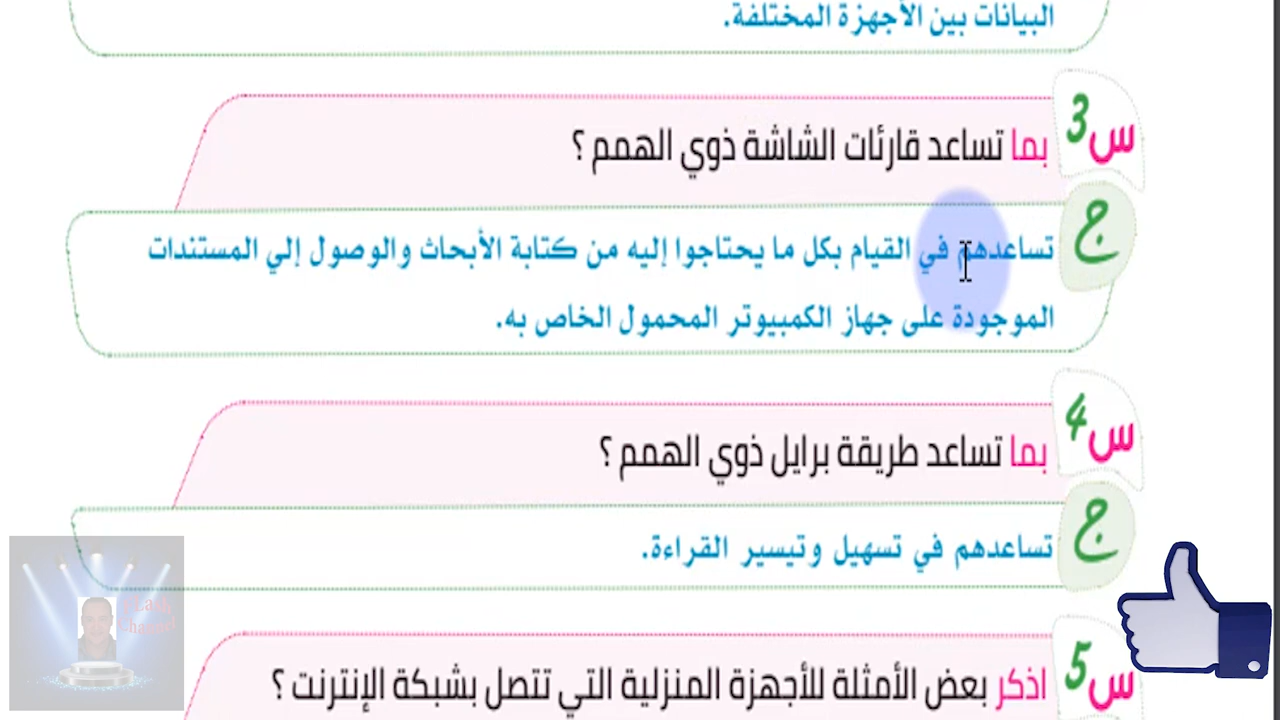 البيانات بين الأجهزة المختلفة.
س3
بما تساعد قارئات الشاشة ذوي الهمم ؟
ج
تساعدهم في القيام بكل ما يحتاجوا إليه من كتابة الأبحاث والوصول إلي المستندات
الموجودة على جهاز الكمبيوتر المحمول الخاص به.
س4
بما تساعد طريقة برايل ذوي الهمم ؟
ج
تساعدهم في تسهيل وتيسير القراءة.
س5
اذكر بعض الأمثلة للأجهزة المنزلية التي تتصل بشبكة الإنترنت ؟
Flash
Channel